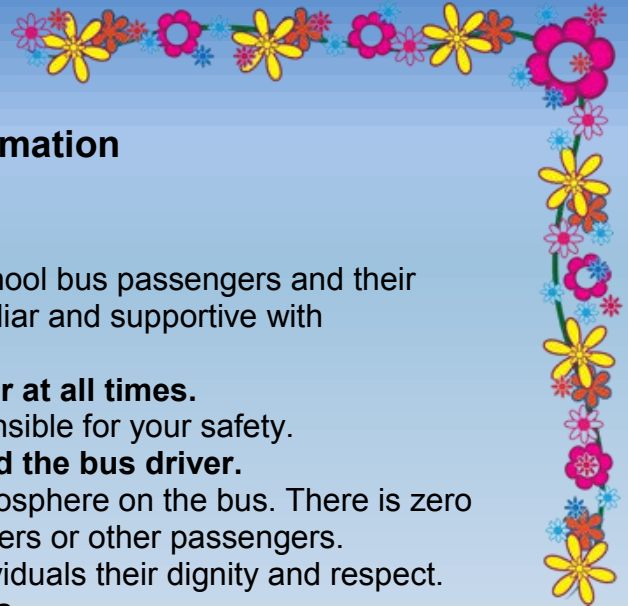 mation
hool bus passengers and their
liar and supportive with
r at all times.
nsible for your safety.
d the bus driver.
osphere on the bus. There is zero
ers or other passengers.
viduals their dignity and respect.